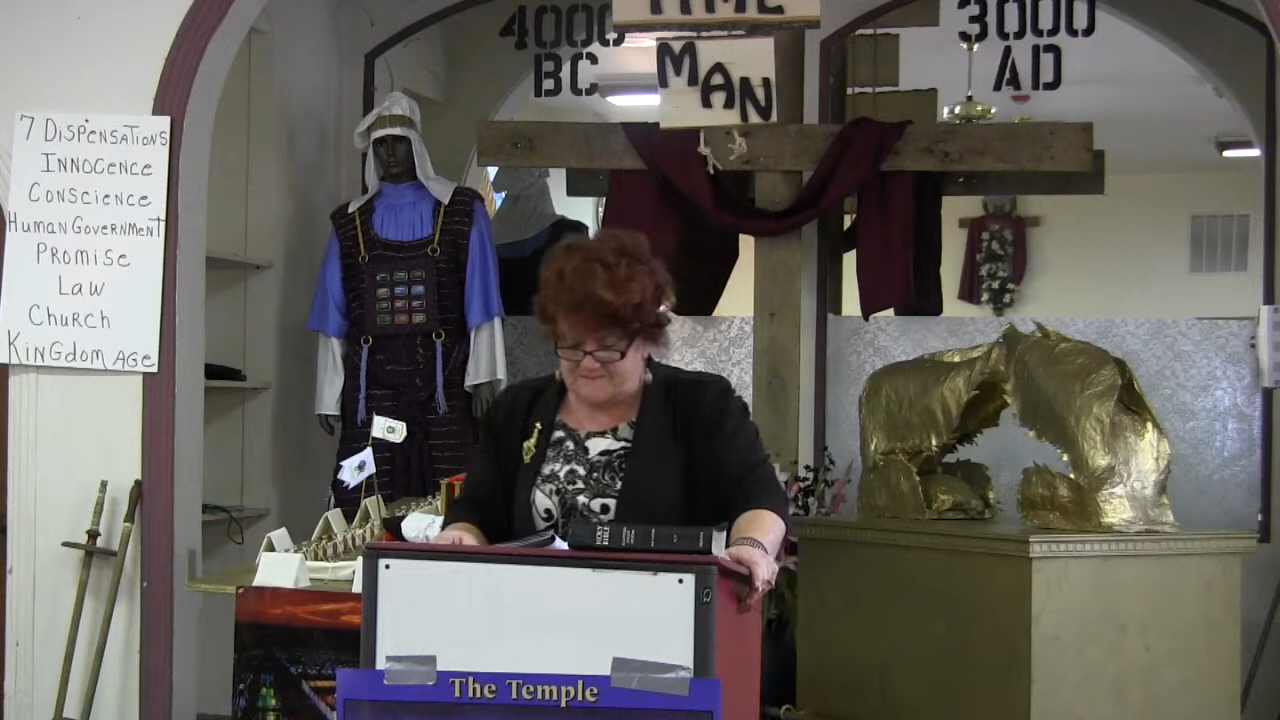 7 DISPENSATIONS
INNOCENCE
CONSCIENCE
HUMAN GOVERNMENT
PROMISE
LAW
CHURCH
KINGDOM AGE
4000
BC
TIME
MAN
3000
AD
HOLY
BIBLE
The Temple